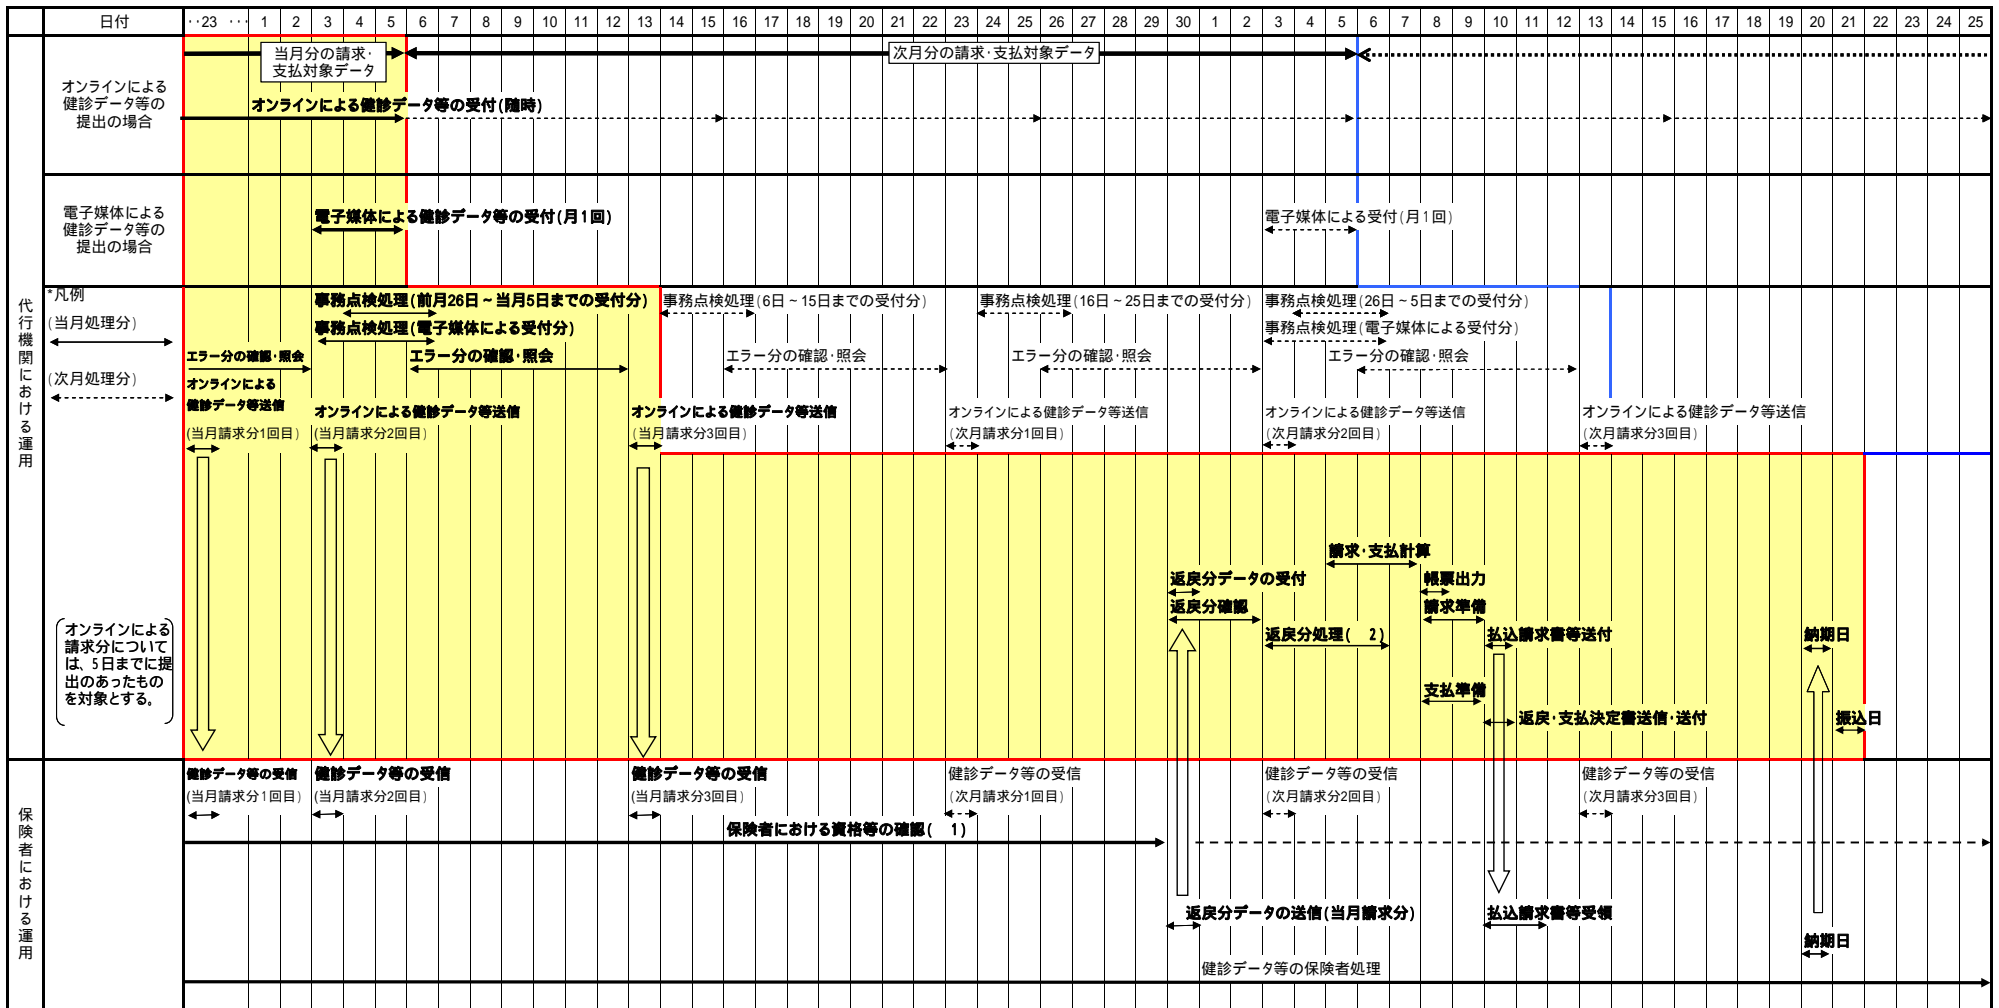 日付 ‥23 … 1 2 3 4 5 6 7 8 9 10 11 12 13 14 15 16 17 18 19 20 21 22 23 24 25 26 27 28 29 30 1 2 3 4 5 6 7 8 9 10 11 12 13 14 15 16 17 18 19 20 21 22 23 24 25
代行機関における運用
オンラインによる
健診データ等の
提出の場合
当月分の請求・
支払対象データ
次月分の請求・支払対象データ
オンラインによる健診データ等の受付(随時)
電子媒体による
健診データ等の
提出の場合
電子媒体による健診データ等の受付(月1回)
電子媒体による受付(月1回)
*凡例
(当月処理分)
(次月処理分)
事務点検処理(前月26日~当月5日までの受付分)
事務点検処理(6日~15日までの受付分)
事務点検処理(16日~25日までの受付分)
事務点検処理(26日~5日までの受付分)
事務点検処理(電子媒体による受付分)
事務点検処理(電子媒体による受付分)
エラー分の確認・照会
エラー分の確認・照会
エラー分の確認・照会
エラー分の確認・照会
エラー分の確認・照会
オンラインによる
健診データ等送信
(当月請求分1回目)
オンラインによる健診データ等送信
(当月請求分2回目)
オンラインによる健診データ等送信
(当月請求分3回目)
オンラインによる健診データ等送信
(次月請求分1回目)
オンラインによる健診データ等送信
(次月請求分2回目)
オンラインによる健診データ等送信
(次月請求分3回目)
請求・支払計算
返戻分データの受付
帳票出力
返戻分確認
請求準備
オンラインによる
請求分について
は、5日までに提
出のあったもの
を対象とする。
返戻分処理( 2)
払込請求書等送付
納期日
支払準備
返戻・支払決定書送信・送付
振込日
保険者における運用
健診データ等の受信
(当月請求分1回目)
健診データ等の受信
(当月請求分2回目)
健診データ等の受信
(当月請求分3回目)
健診データ等の受信
(次月請求分1回目)
健診データ等の受信
(次月請求分2回目)
健診データ等の受信
(次月請求分3回目)
保険者における資格等の確認( 1)
返戻分データの送信(当月請求分)
払込請求書等受領
納期日
健診データ等の保険者処理